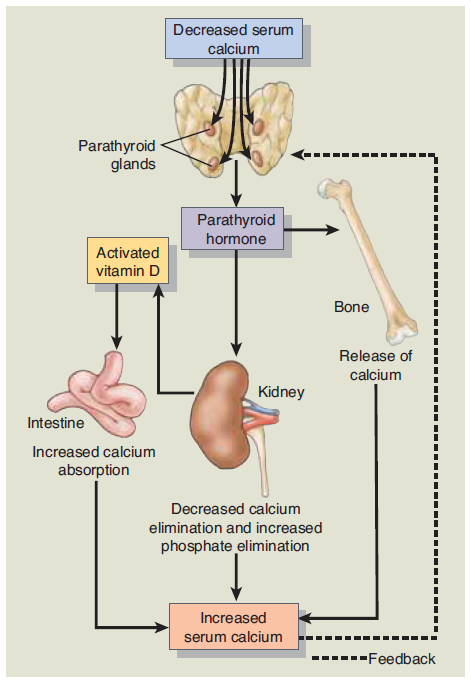 Decreased serum
calcium
Parathyroid
glands
Parathyroid
hormone
Activated
vitamin D
Bone
Release of
calcium
Kidney
Intestine
Increased calcium
absorption
Decreased calcium
elimination and increased
phosphate elimination
Increased
serum calcium
Feedback